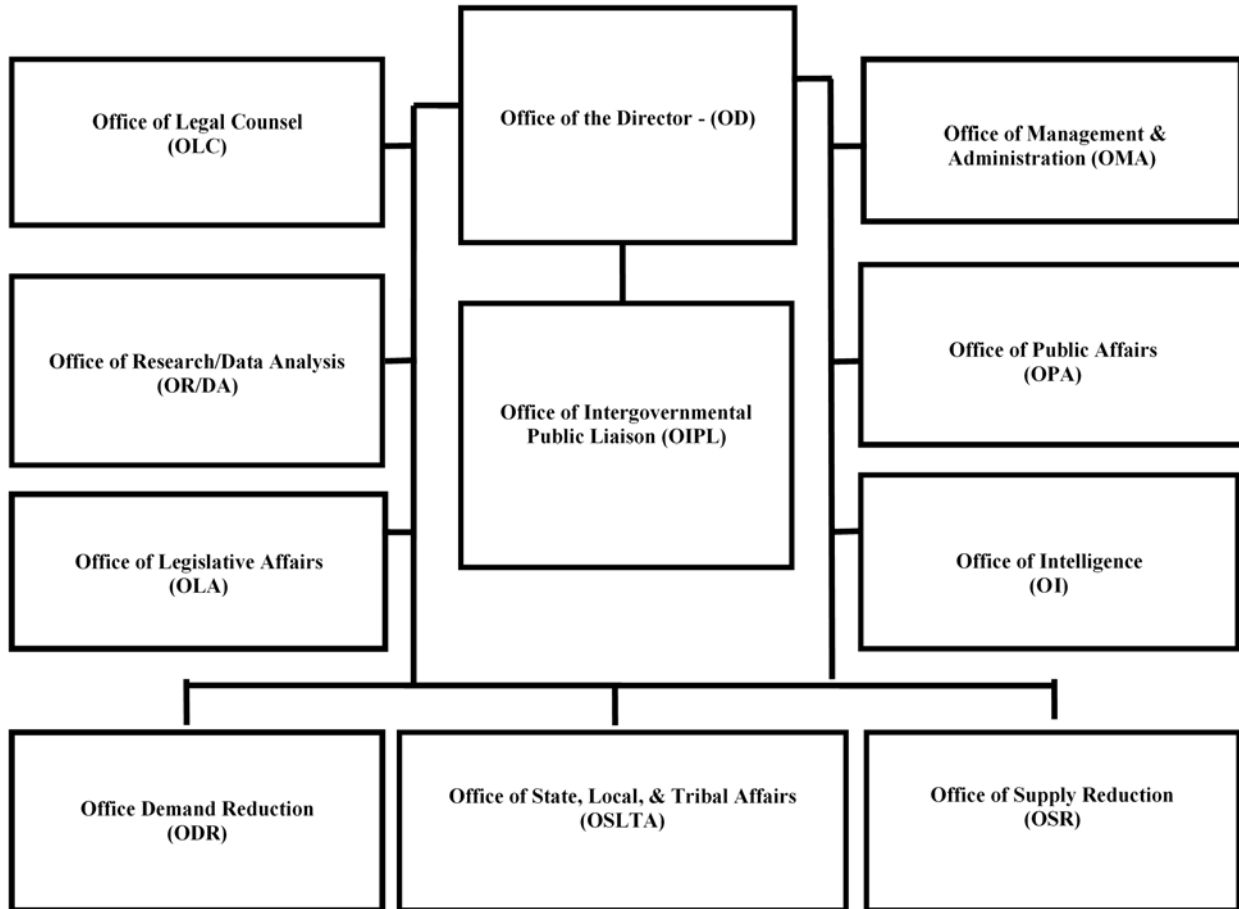 Office of the Director - (OD)
Office of Legal Counsel
(OLC)
Office of Management &
Administration (OMA)
Office of Research/Data Analysis
(OR/DA)
Office of Intergovernmental
Public Liaison (OIPL)
Office of Public Affairs
(OPA)
Office of Legislative Affairs
(OLA)
Office of Intelligence
(OI)
Office Demand Reduction
(ODR)
Office of State, Local, & Tribal Affairs
(OSLTA)
Office of Supply Reduction
(OSR)